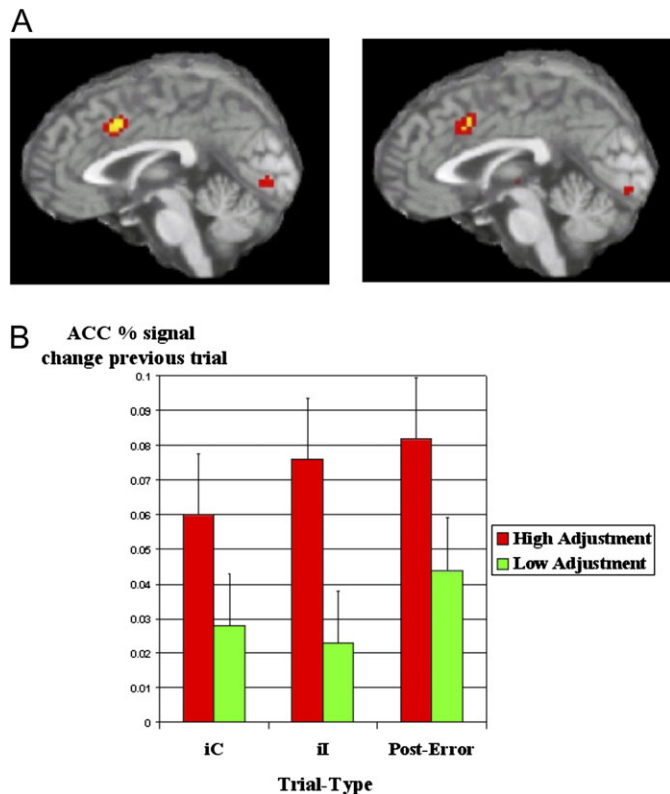 A
B
ACC % signal
change previous trial
0.1
0.09
0.08
0.07
0.06
0.05
0.04
0.03
0.02
0.01
0
High Adjustment
Low Adjustment
iC iI Post-Error
Trial-Type